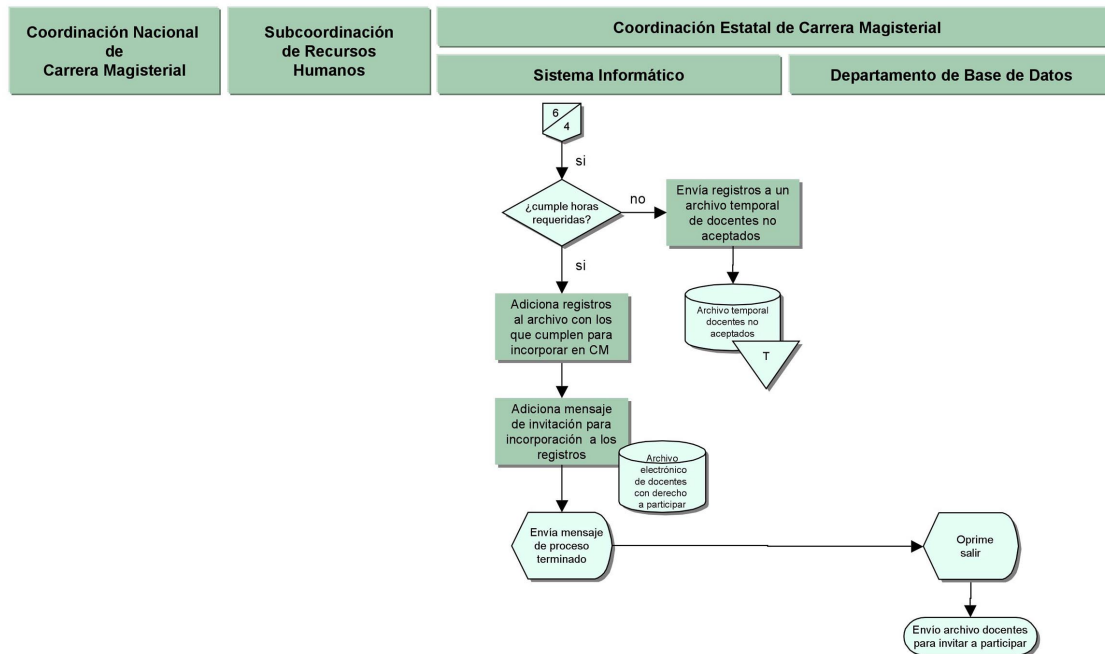 Coordinación Nacional
de
Carrera Magisterial
Subcoordinación
de Recursos
Humanos
Coordinación Estatal de Carrera Magisterial
Sistema Informático
Departamento de Base de Datos
6
4
si
¿cumple horas
requeridas?
no
Envía registros a un
archivo temporal
de docentes no
aceptados
si
Archivo temporal
docentes no
aceptados
T
Adiciona registros
al archivo con los
que cumplen para
incorporar en CM
Adiciona mensaje
de invitación para
incorporación a los
registros
Archivo
electrónico
de docentes
con derecho
a participar
Envía mensaje
de proceso
terminado
Oprime
salir
Envio archivo docentes
para invitar a participar